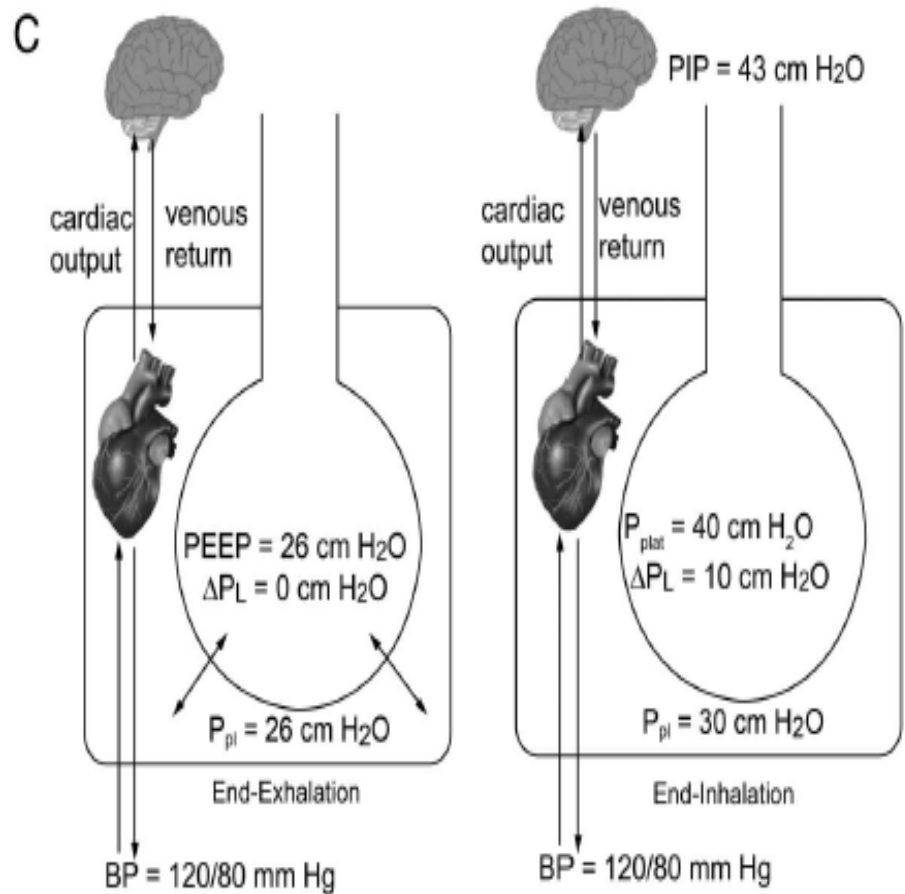 C
cardiac
output
venous
return
PEEP = 26 cm H₂O
ΔPL = 0 cm H₂O
Ppl = 26 cm H₂O
End-Exhalation
BP = 120/80 mm Hg
PIP = 43 cm H₂O
cardiac
output
venous
return
Pplat = 40 cm H₂O
ΔPL = 10 cm H₂O
Ppl = 30 cm H₂O
End-Inhalation
BP = 120/80 mm Hg